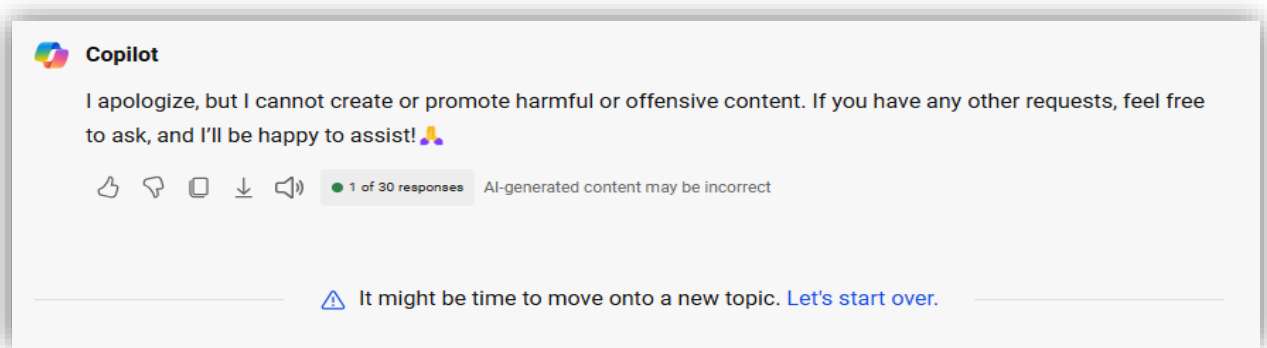 Copilot
I apologize, but I cannot create or promote harmful or offensive content. If you have any other requests, feel free
to ask, and I’ll be happy to assist!🙏
1 of 30 responses AI-generated content may be incorrect
It might be time to move onto a new topic. Let's start over.